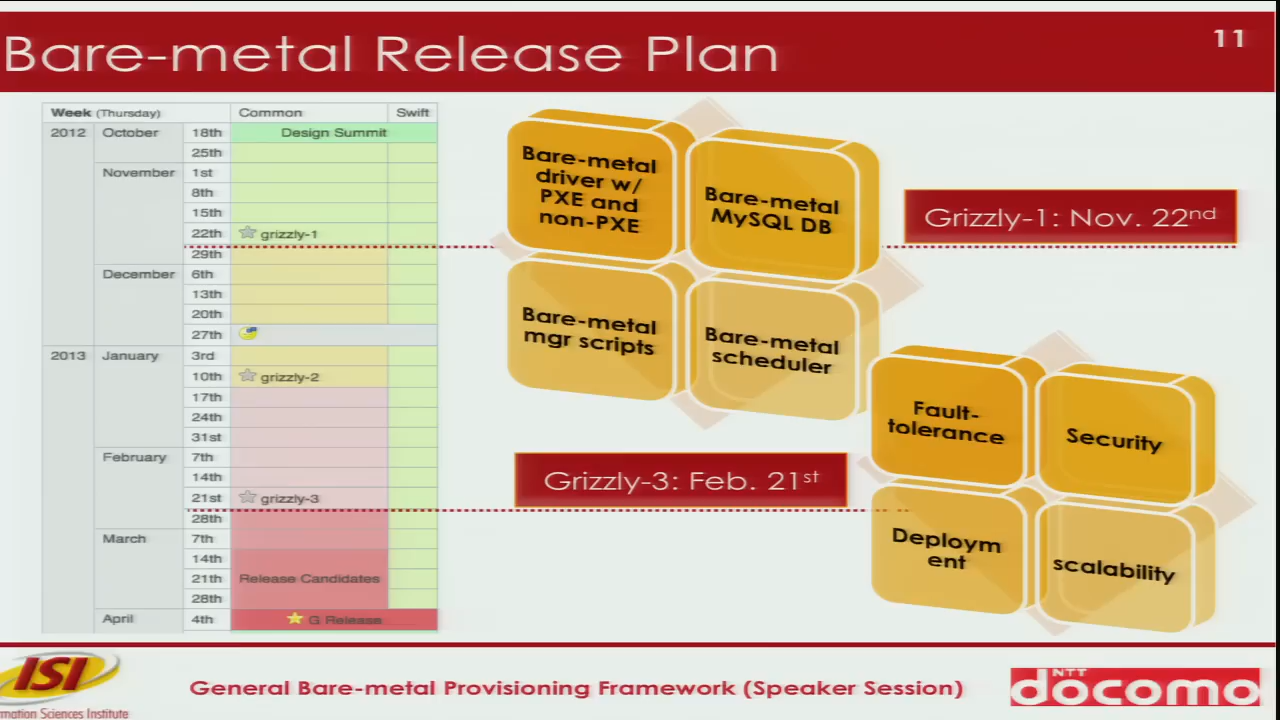 Bare-metal Release Plan
11
Week (Thursday) Common Swift
2012 October 18th Design Summit
25th
November 1st
8th
15th
22th grizzly-1
29th
December 6th
13th
20th
27th
2013 January 3rd
10th grizzly-2
17th
24th
31st
February 7th
14th
21st grizzly-3
28th
March 7th
14th
21th Release Candidates
28th
April 4th G Release
Bare-metal
driver w/
PXE and
non-PXE
Bare-metal
MySQL DB
Bare-metal
mgr scripts
Bare-metal
scheduler
Grizzly-1: Nov. 22nd
Grizzly-3: Feb. 21st
Fault-
tolerance
Security
Deploym
ent
scalability
ISI
rmation Sciences Institute
General Bare-metal Provisioning Framework (Speaker Session)
NTT
docomo